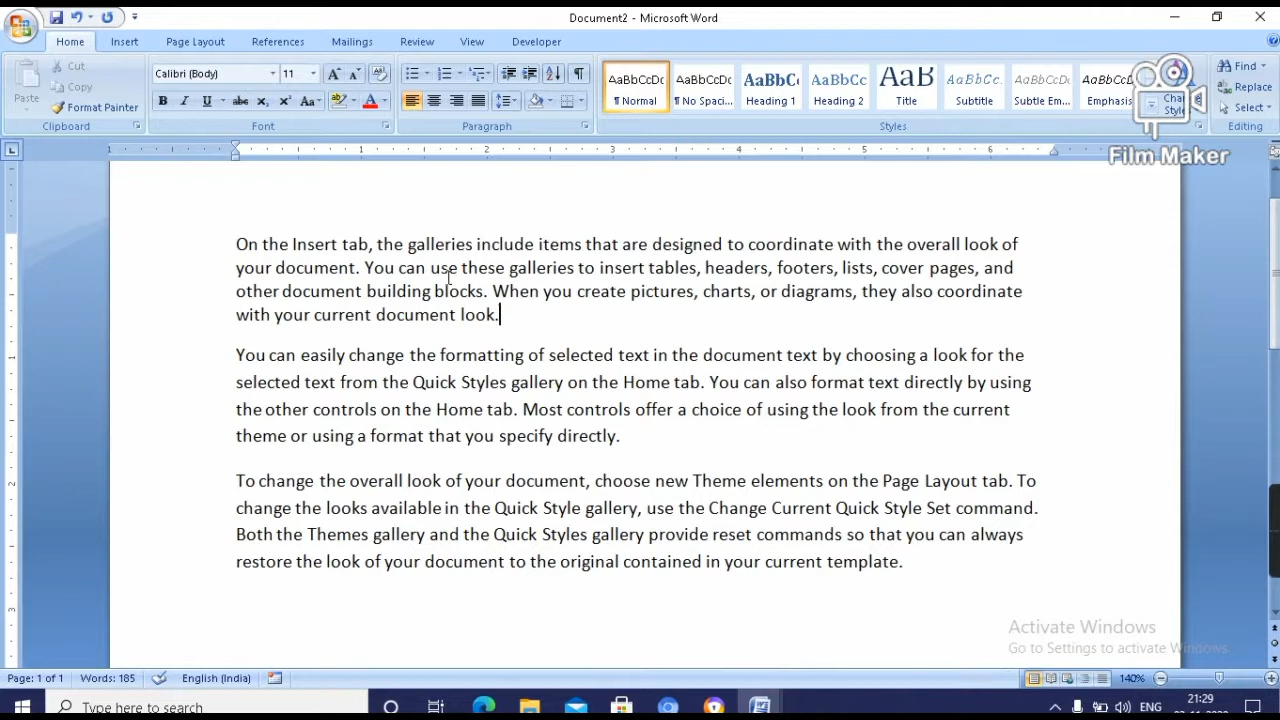 Document2 - Microsoft Word
Home Insert Page Layout References Mailings Review View Developer
Cut
Copy
Format Painter
Paste
Clipboard
Calibri (Body) 11
B I U abc x₂ x² Aa
Font
Paragraph
AaBbCcDc AaBbCcDc AaBbC AaBbCc AaB AaBbCc. AaBbCcDc AaBbCcDc
¶ Normal ¶ No Spaci... Heading 1 Heading 2 Title Subtitle Subtle Em... Emphasis
Styles
Find
Replace
Select
Editing
Film Maker
On the Insert tab, the galleries include items that are designed to coordinate with the overall look of
your document. You can use these galleries to insert tables, headers, footers, lists, cover pages, and
other document building blocks. When you create pictures, charts, or diagrams, they also coordinate
with your current document look.
You can easily change the formatting of selected text in the document text by choosing a look for the
selected text from the Quick Styles gallery on the Home tab. You can also format text directly by using
the other controls on the Home tab. Most controls offer a choice of using the look from the current
theme or using a format that you specify directly.
To change the overall look of your document, choose new Theme elements on the Page Layout tab. To
change the looks available in the Quick Style gallery, use the Change Current Quick Style Set command.
Both the Themes gallery and the Quick Styles gallery provide reset commands so that you can always
restore the look of your document to the original contained in your current template.
Activate Windows
Go to Settings to activate Windows.
Page: 1 of 1 Words: 185 English (India) 140%
Type here to search
ENG 21:29